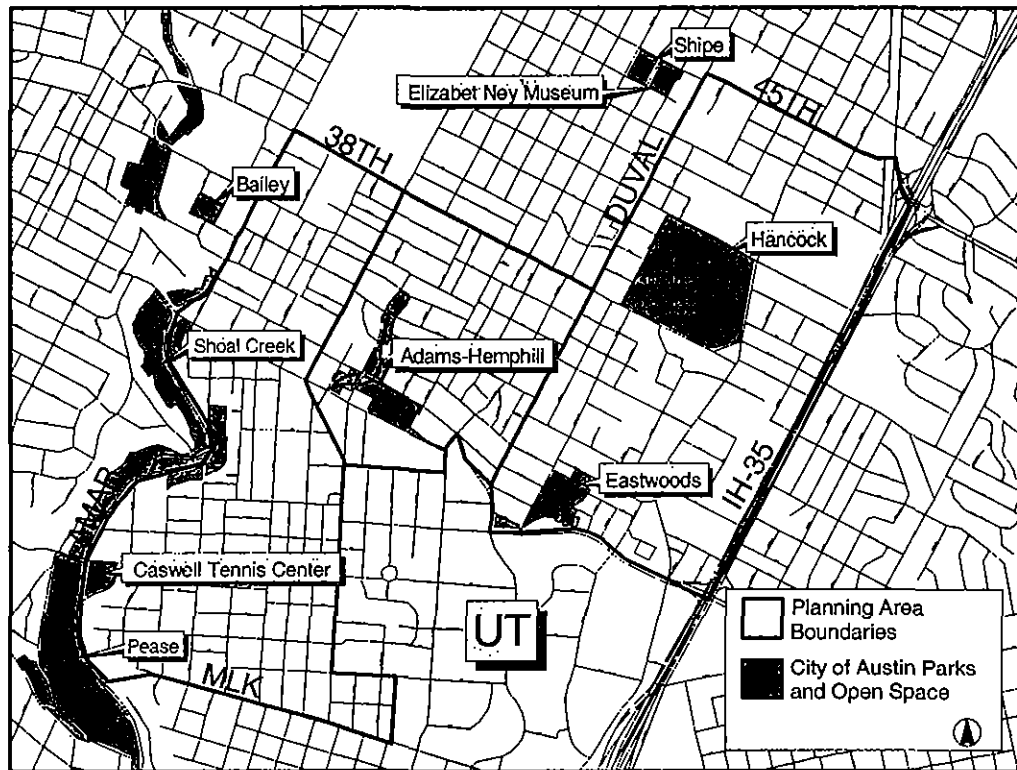 Shipe
Elizabet Ney Museum
45TH
38TH
DUVAL
Bailey
Hancock
Shoal Creek
Adams-Hemphill
LAMAR
Eastwoods
IH-35
Caswell Tennis Center
UT
Pease
MLK
Planning Area
Boundaries
City of Austin Parks
and Open Space